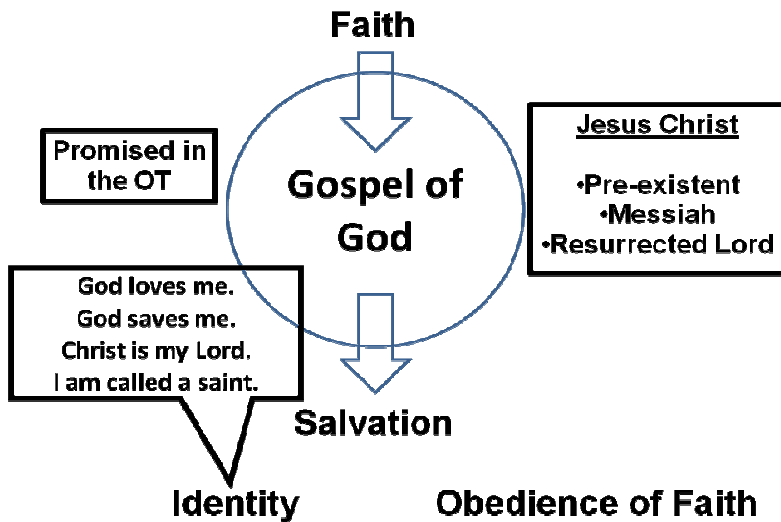 Faith
Promised in
the OT
Gospel of
God
Jesus Christ
•Pre-existent
•Messiah
•Resurrected Lord
God loves me.
God saves me.
Christ is my Lord.
I am called a saint.
Salvation
Identity
Obedience of Faith